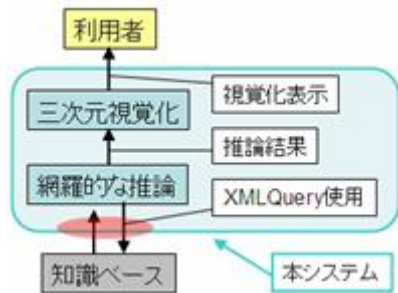 利用者
視覚化表示
三次元視覚化
推論結果
網羅的な推論
XMLQuery使用
知識ベース
本システム